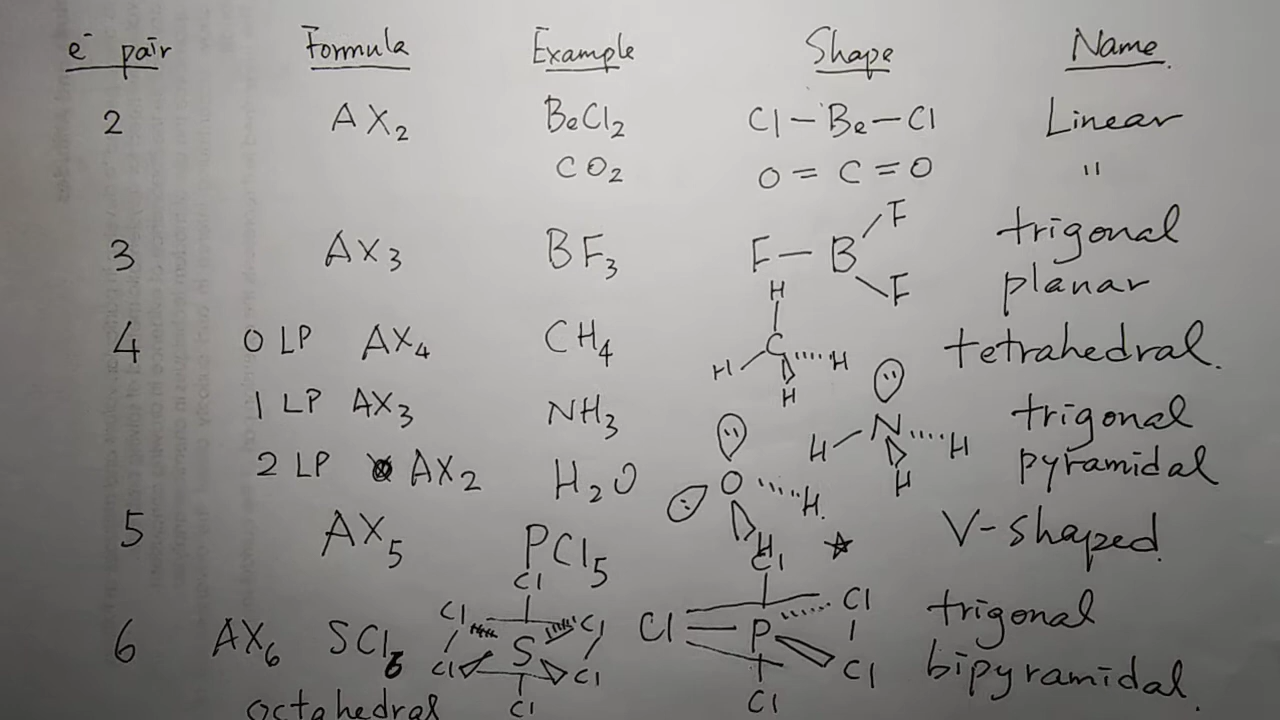 e⁻ pair Formula Example Shape Name
2 AX₂ BeCl₂ Cl—Be—Cl Linear
CO₂ O=C=O "
3 AX₃ BF₃ F—B F F trigonal
planar
4 0 LP AX₄ CH₄ H C H H H tetrahedral.
1 LP AX₃ NH₃ N H H H trigonal
pyramidal
2 LP AX₂ H₂O O H. H
5 AX₅ PCl₅ V-shaped.
6 AX₆ SCl₆ Cl Cl Cl S Cl Cl Cl Cl Cl P Cl Cl Cl trigonal
bipyramidal.
octahedral